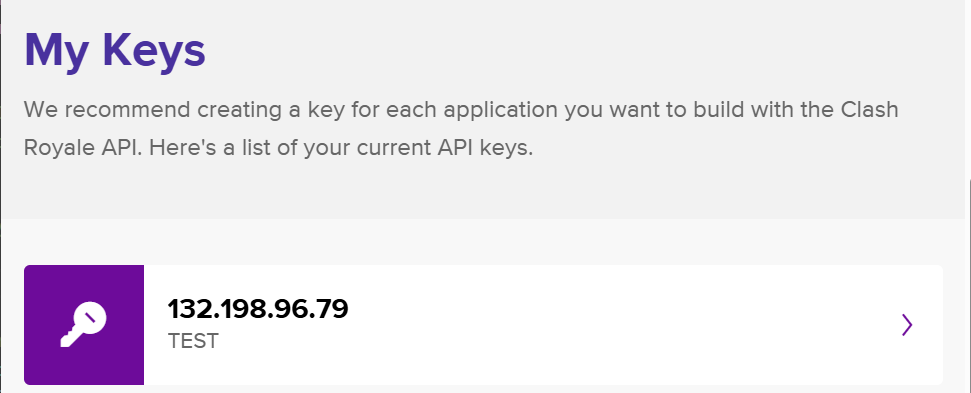 My Keys
We recommend creating a key for each application you want to build with the Clash
Royale API. Here's a list of your current API keys.
132.198.96.79
TEST